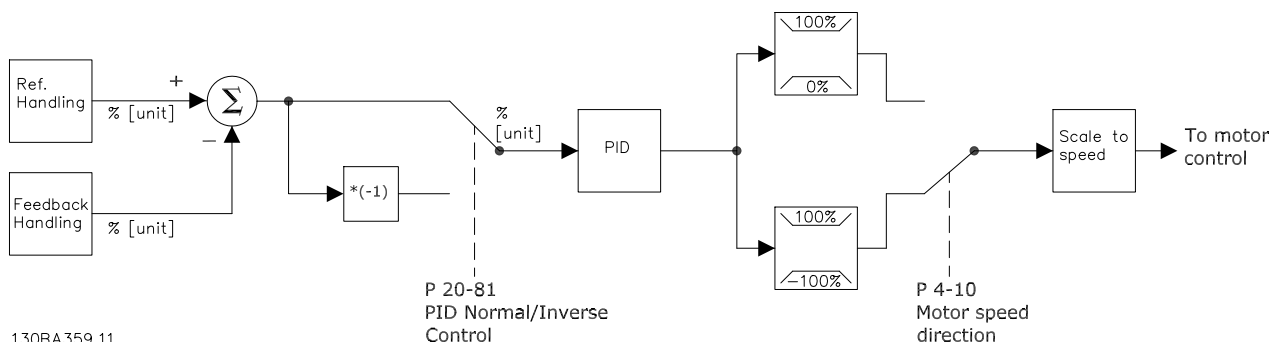 Ref.
Handling
+
% [unit]
−
Σ
Feedback
Handling
% [unit]
*(-1)
%
[unit]
P 20-81
PID Normal/Inverse
Control
PID
100%
0%
100%
−100%
P 4-10
Motor speed
direction
Scale to
speed
To motor
control
130BA359.11